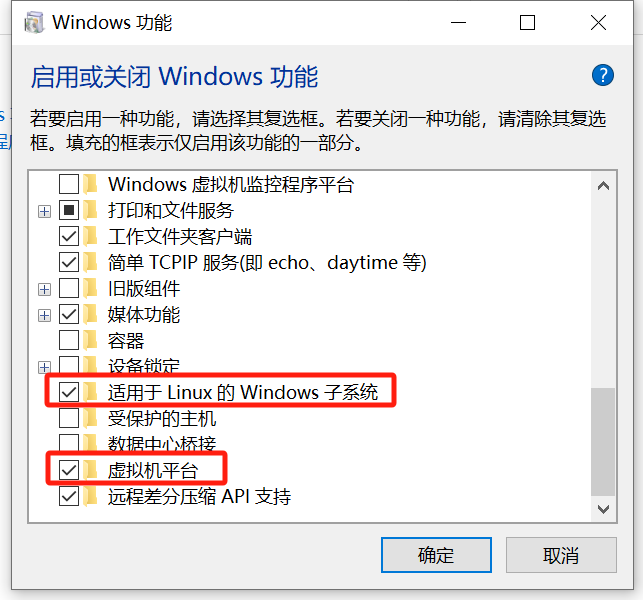 Windows 功能
启用或关闭 Windows 功能
若要启用一种功能，请选择其复选框。若要关闭一种功能，请清除其复选
框。填充的框表示仅启用该功能的一部分。
Windows 虚拟机监控程序平台
打印和文件服务
工作文件夹客户端
简单 TCPIP 服务(即 echo、daytime 等)
旧版组件
媒体功能
容器
设备锁定
适用于 Linux 的 Windows 子系统
受保护的主机
数据中心桥接
虚拟机平台
远程差分压缩 API 支持
确定
取消